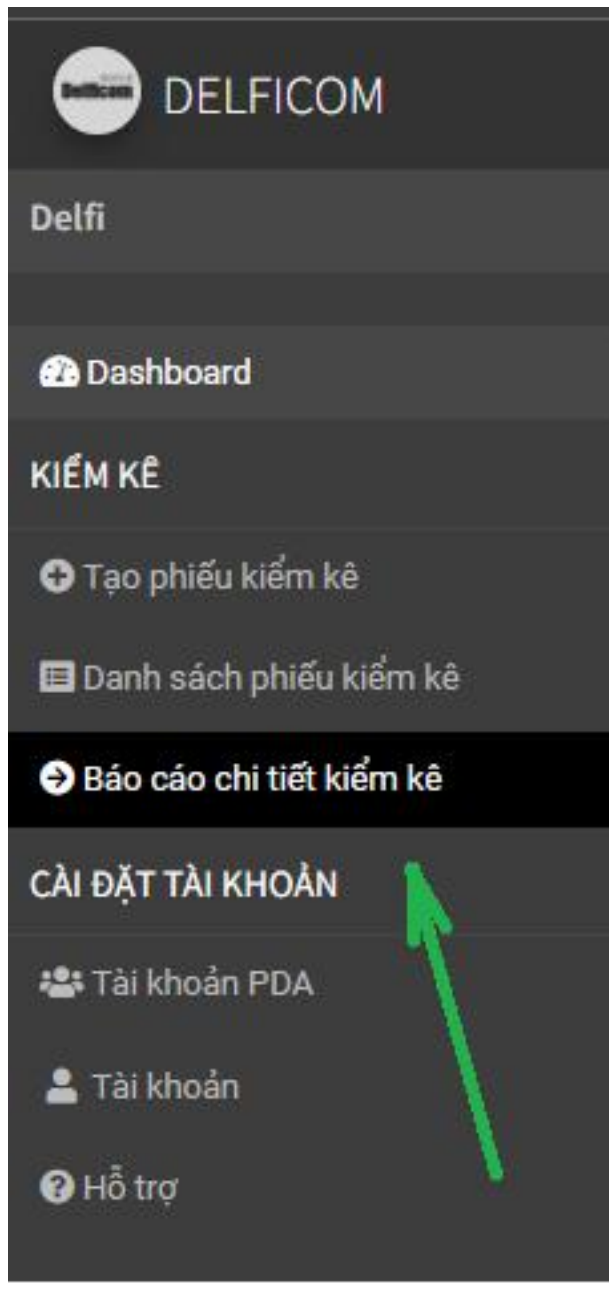 Delficom
DELFICOM
Delfi
Dashboard
KIỂM KÊ
Tạo phiếu kiểm kê
Danh sách phiếu kiểm kê
Báo cáo chi tiết kiểm kê
CÀI ĐẶT TÀI KHOẢN
Tài khoản PDA
Tài khoản
Hỗ trợ